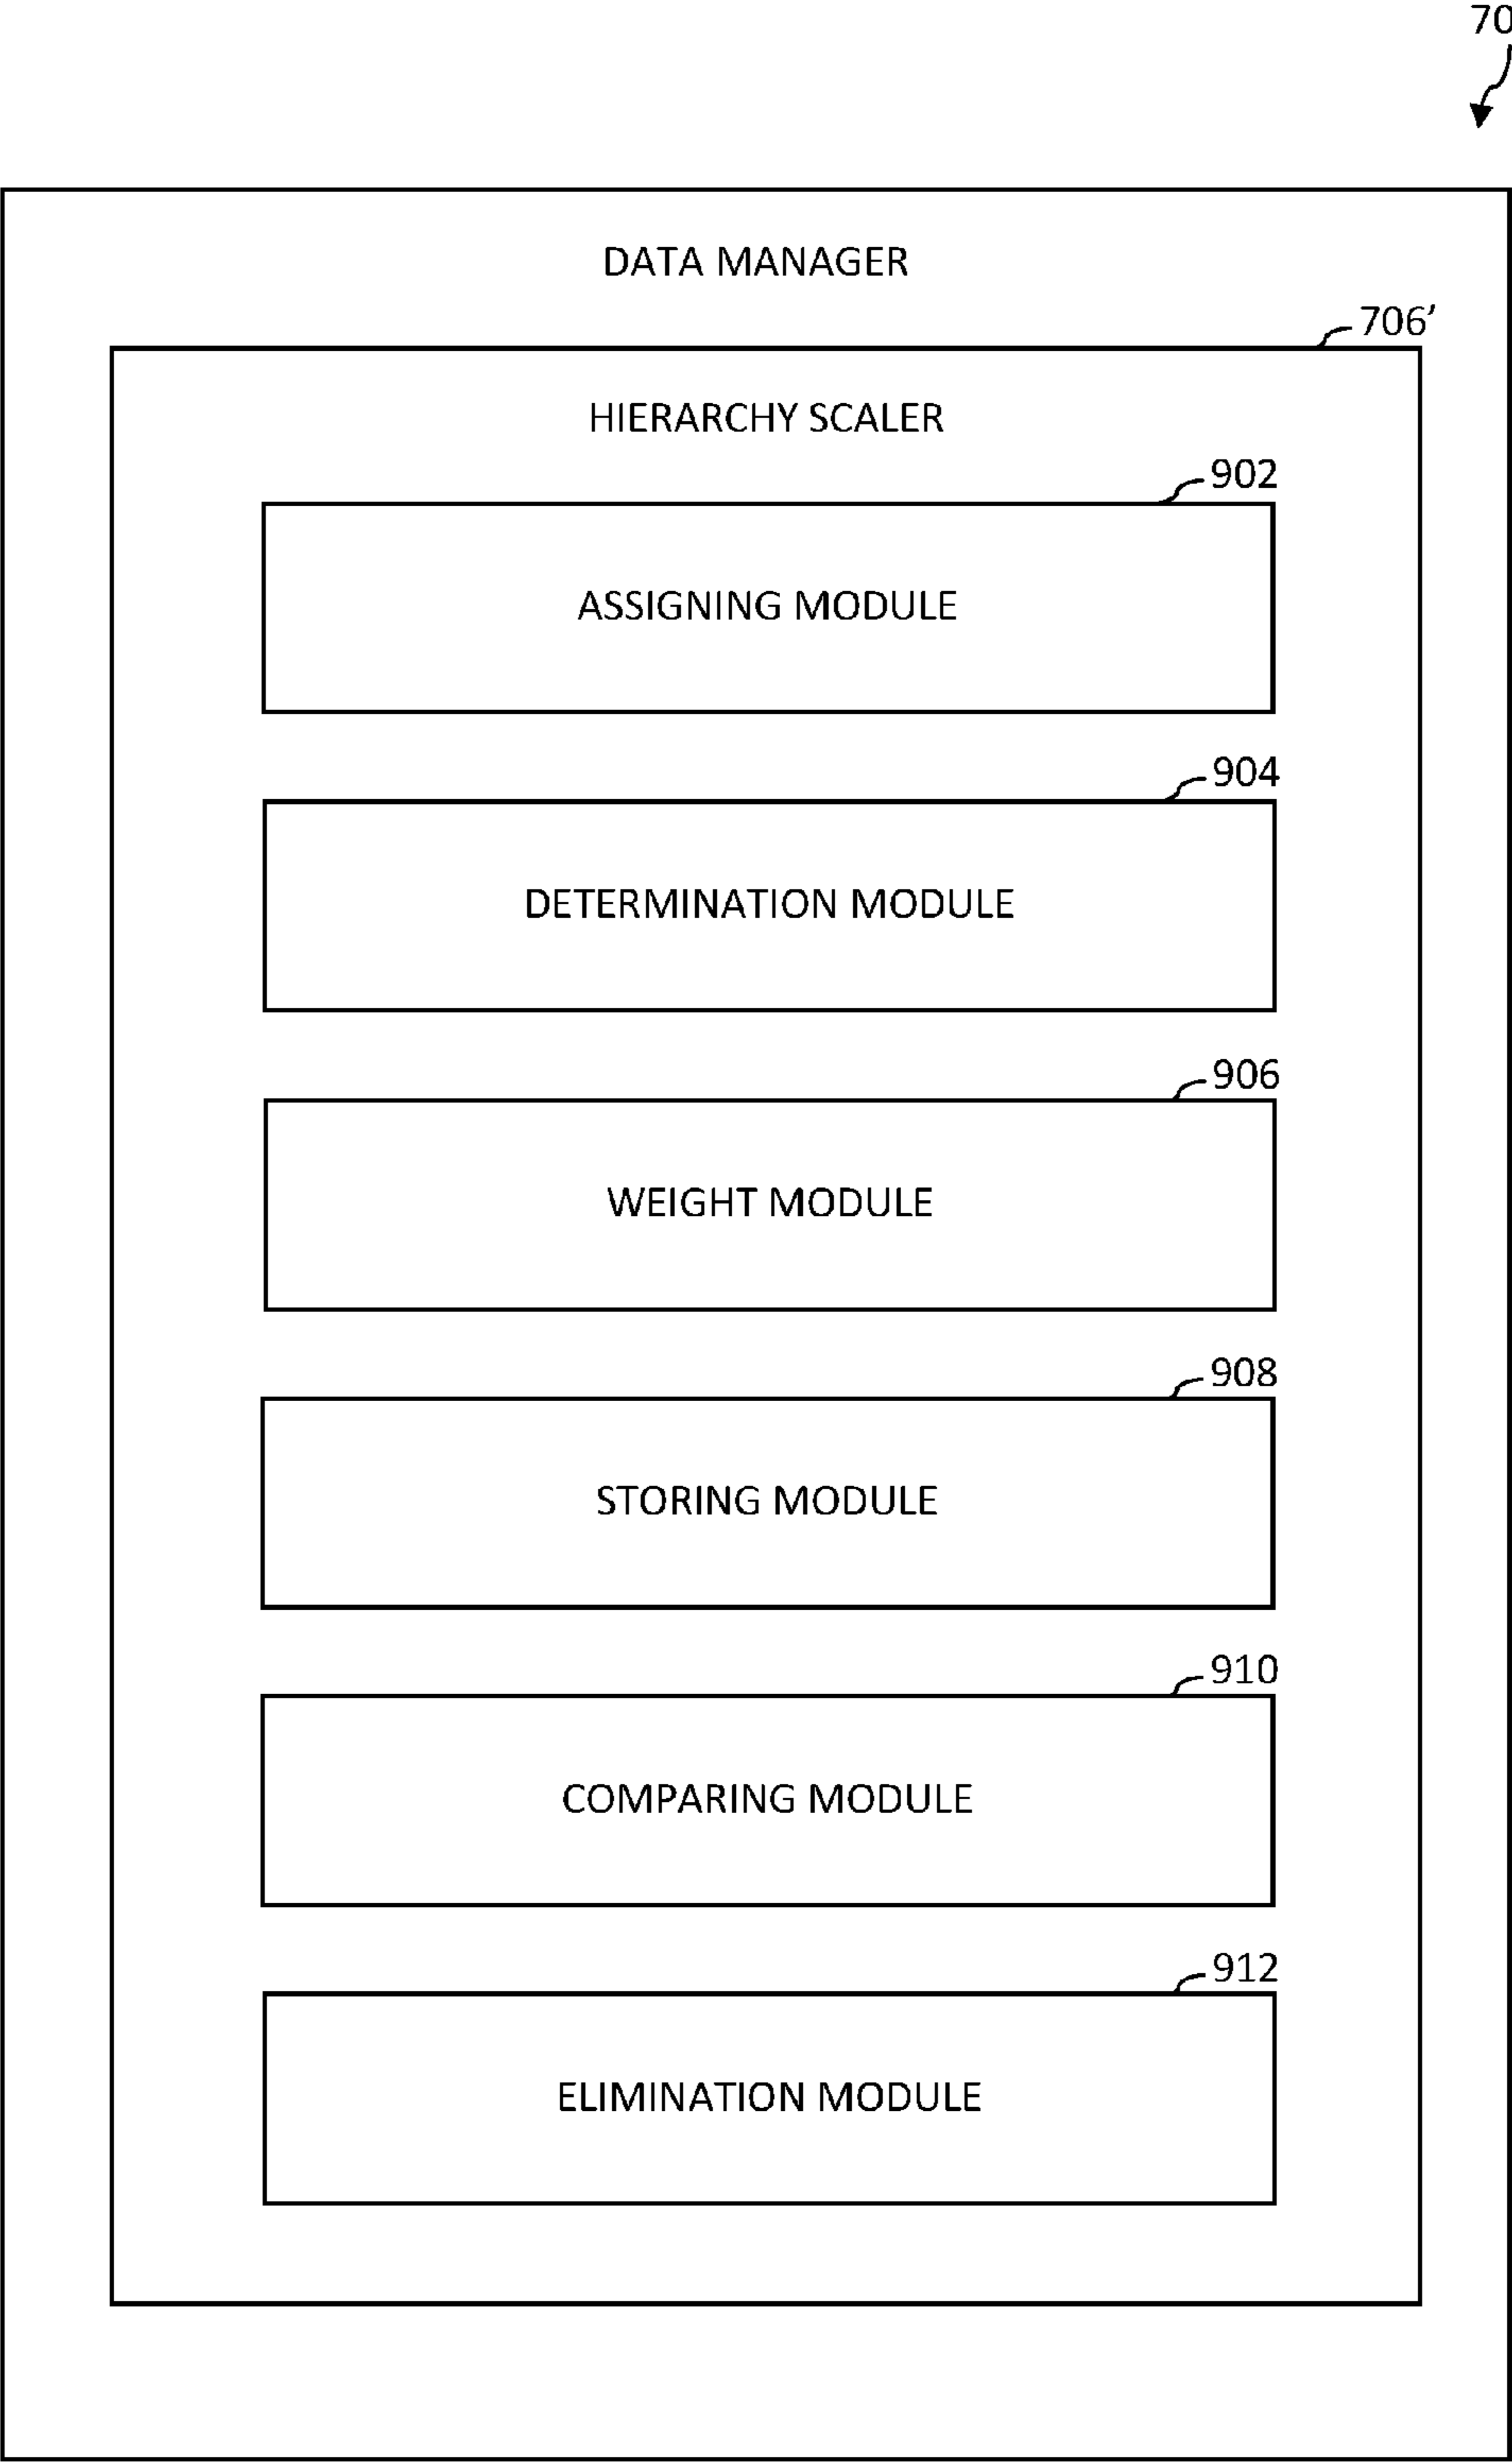 70
DATA MANAGER
706’
HIERARCHY SCALER
902
ASSIGNING MODULE
904
DETERMINATION MODULE
906
WEIGHT MODULE
908
STORING MODULE
910
COMPARING MODULE
912
ELIMINATION MODULE